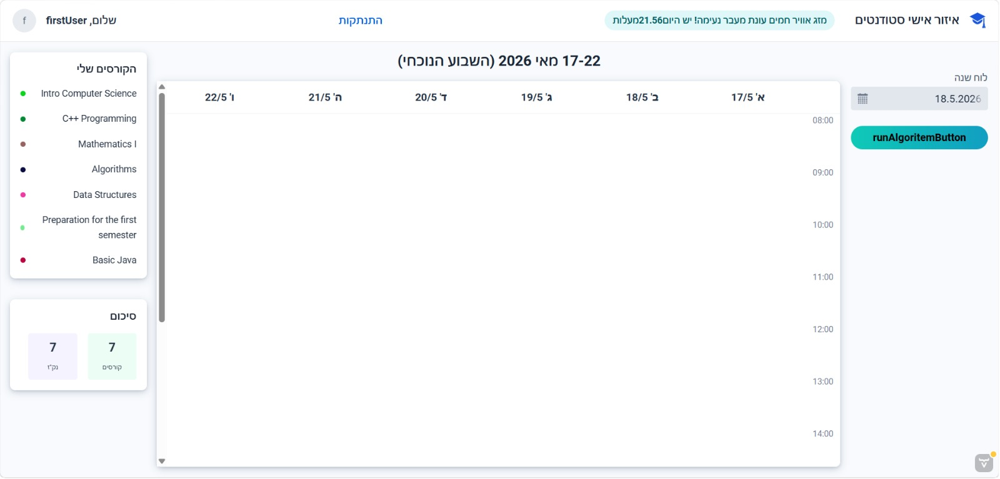 איזור אישי סטודנטים
מזג אוויר חמים עונת מעבר נעימה! יש היום21.56מעלות
התנתקות
שלום, firstUser
f
לוח שנה
18.5.2026
runAlgoritemButton
17-22 מאי 2026 (השבוע הנוכחי)
א' 17/5 ב' 18/5 ג' 19/5 ד' 20/5 ה' 21/5 ו' 22/5
08:00
09:00
10:00
11:00
12:00
13:00
14:00
הקורסים שלי
Intro Computer Science
C++ Programming
Mathematics I
Algorithms
Data Structures
Preparation for the first
semester
Basic Java
סיכום
7 7
קורסים נק"ז